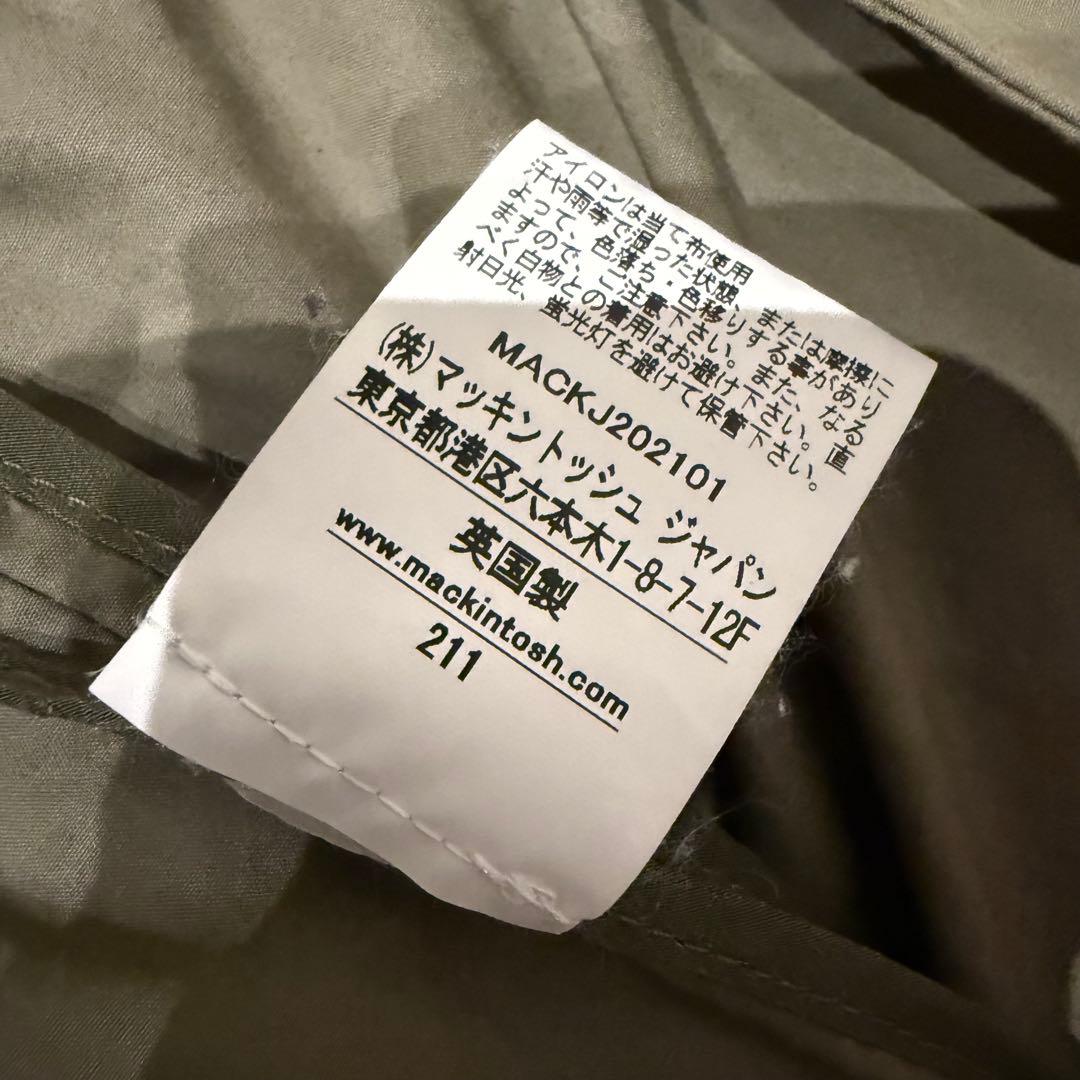 アイロンは当て布使用
汗や雨等で湿った状態、または摩擦に
よって、色落ち・色移りする事があり
ますので、ご注意下さい。また、なる
べく白物との着用はお避け下さい。直
射日光、蛍光灯を避けて保管下さい。
MACKJ202101
(株)マッキントッシュ ジャパン
東京都港区六本木1-8-7-12F
英国製
www.mackintosh.com
211